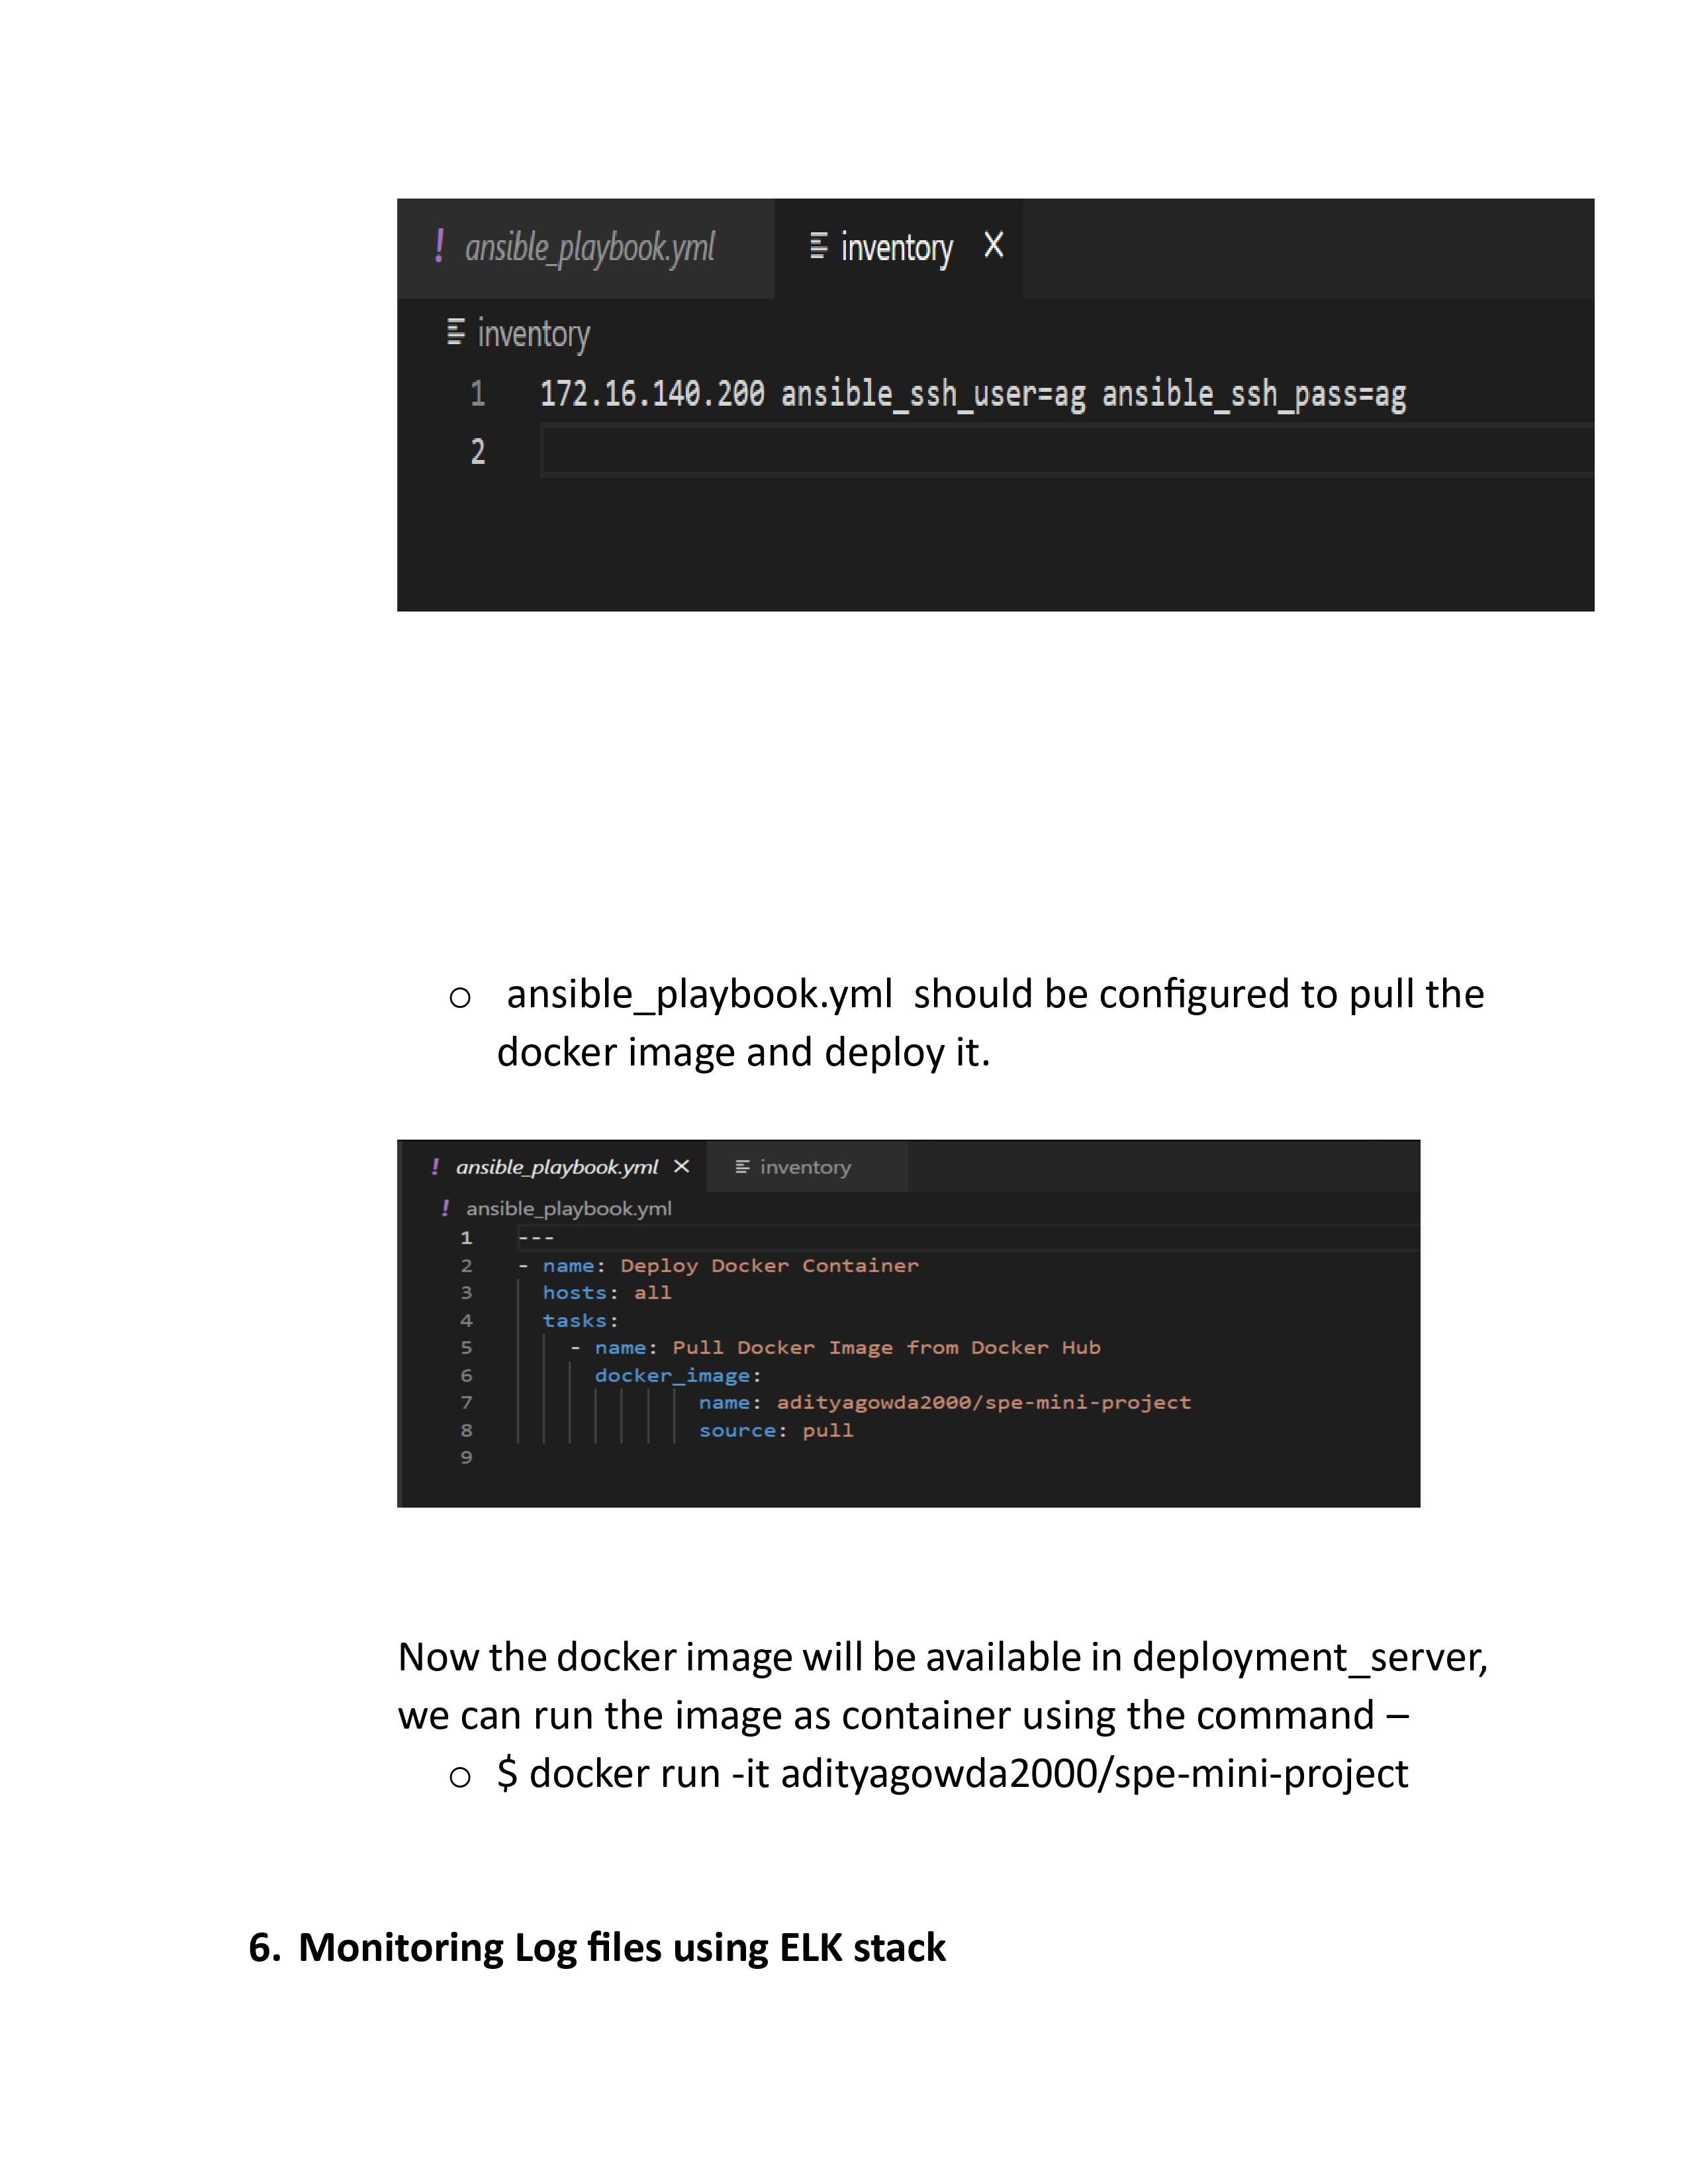 ! ansible_playbook.yml inventory X
inventory
1 172.16.140.200 ansible_ssh_user=ag ansible_ssh_pass=ag
2
o ansible_playbook.yml should be configured to pull the
docker image and deploy it.
! ansible_playbook.yml X inventory
! ansible_playbook.yml
1 ---
2 - name: Deploy Docker Container
3 hosts: all
4 tasks:
5 - name: Pull Docker Image from Docker Hub
6 docker_image:
7 name: adityagowda2000/spe-mini-project
8 source: pull
9
Now the docker image will be available in deployment_server,
we can run the image as container using the command –
o $ docker run -it adityagowda2000/spe-mini-project
6. Monitoring Log files using ELK stack